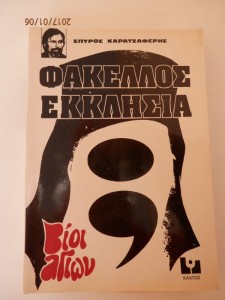 2017/01/06
ΣΠΥΡΟΣ ΚΑΡΑΤΖΑΦΕΡΗΣ
ΦΑΚΕΛΛΟΣ
ΕΚΚΛΗΣΙΑ
;
Βίοι
αγίων
ΚΑΚΤΟΣ